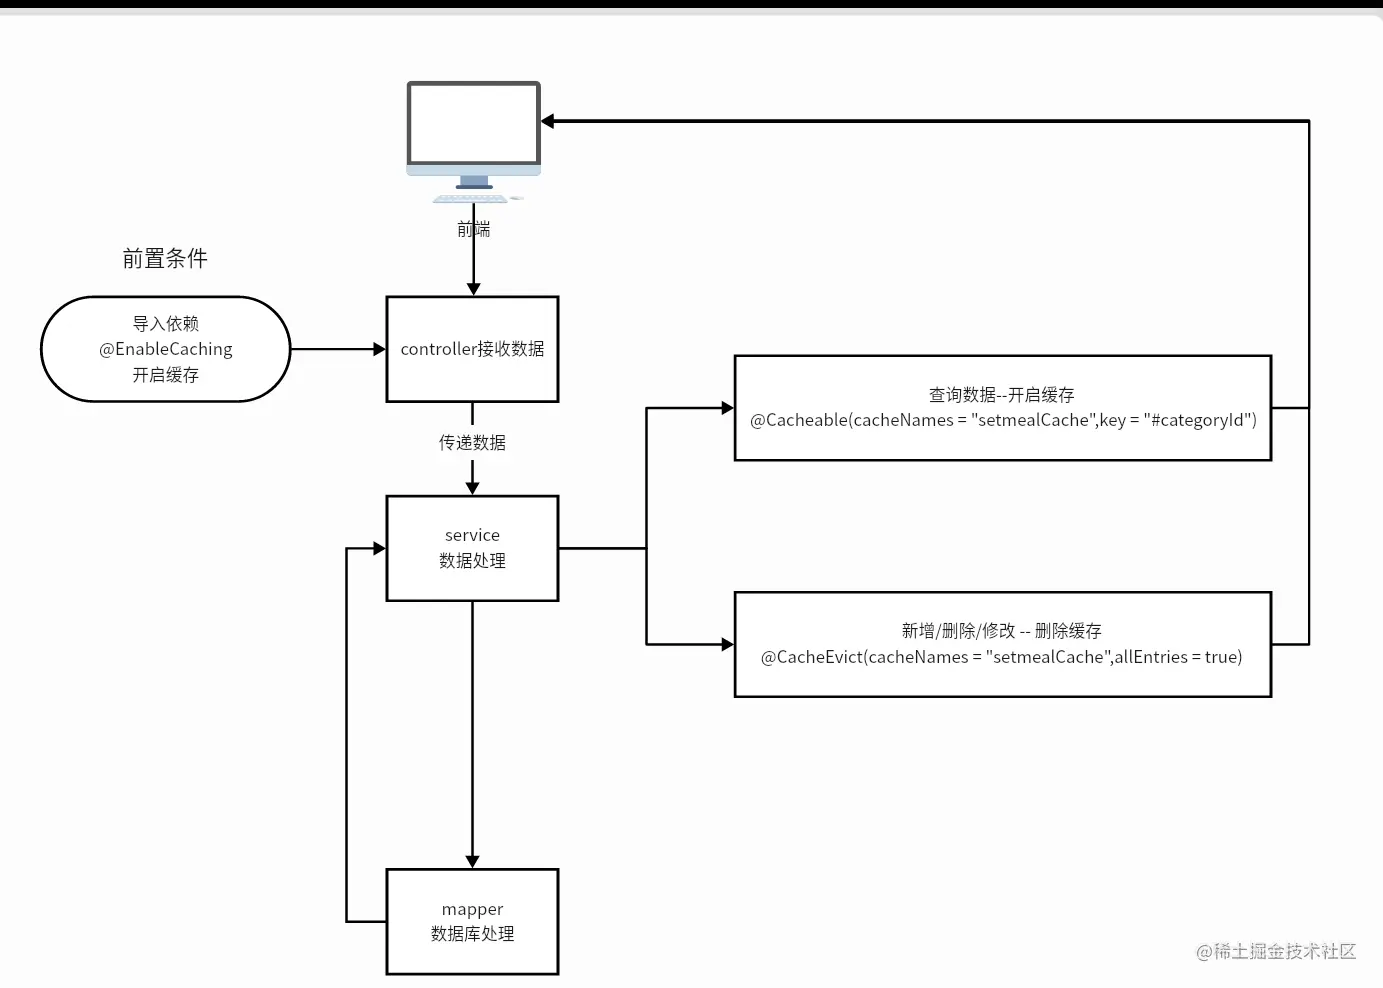 前端
前置条件
导入依赖
@EnableCaching
开启缓存
controller接收数据
传递数据
service
数据处理
查询数据--开启缓存
@Cacheable(cacheNames = "setmealCache",key = "#categoryId")
新增/删除/修改 -- 删除缓存
@CacheEvict(cacheNames = "setmealCache",allEntries = true)
mapper
数据库处理
@稀土掘金技术社区